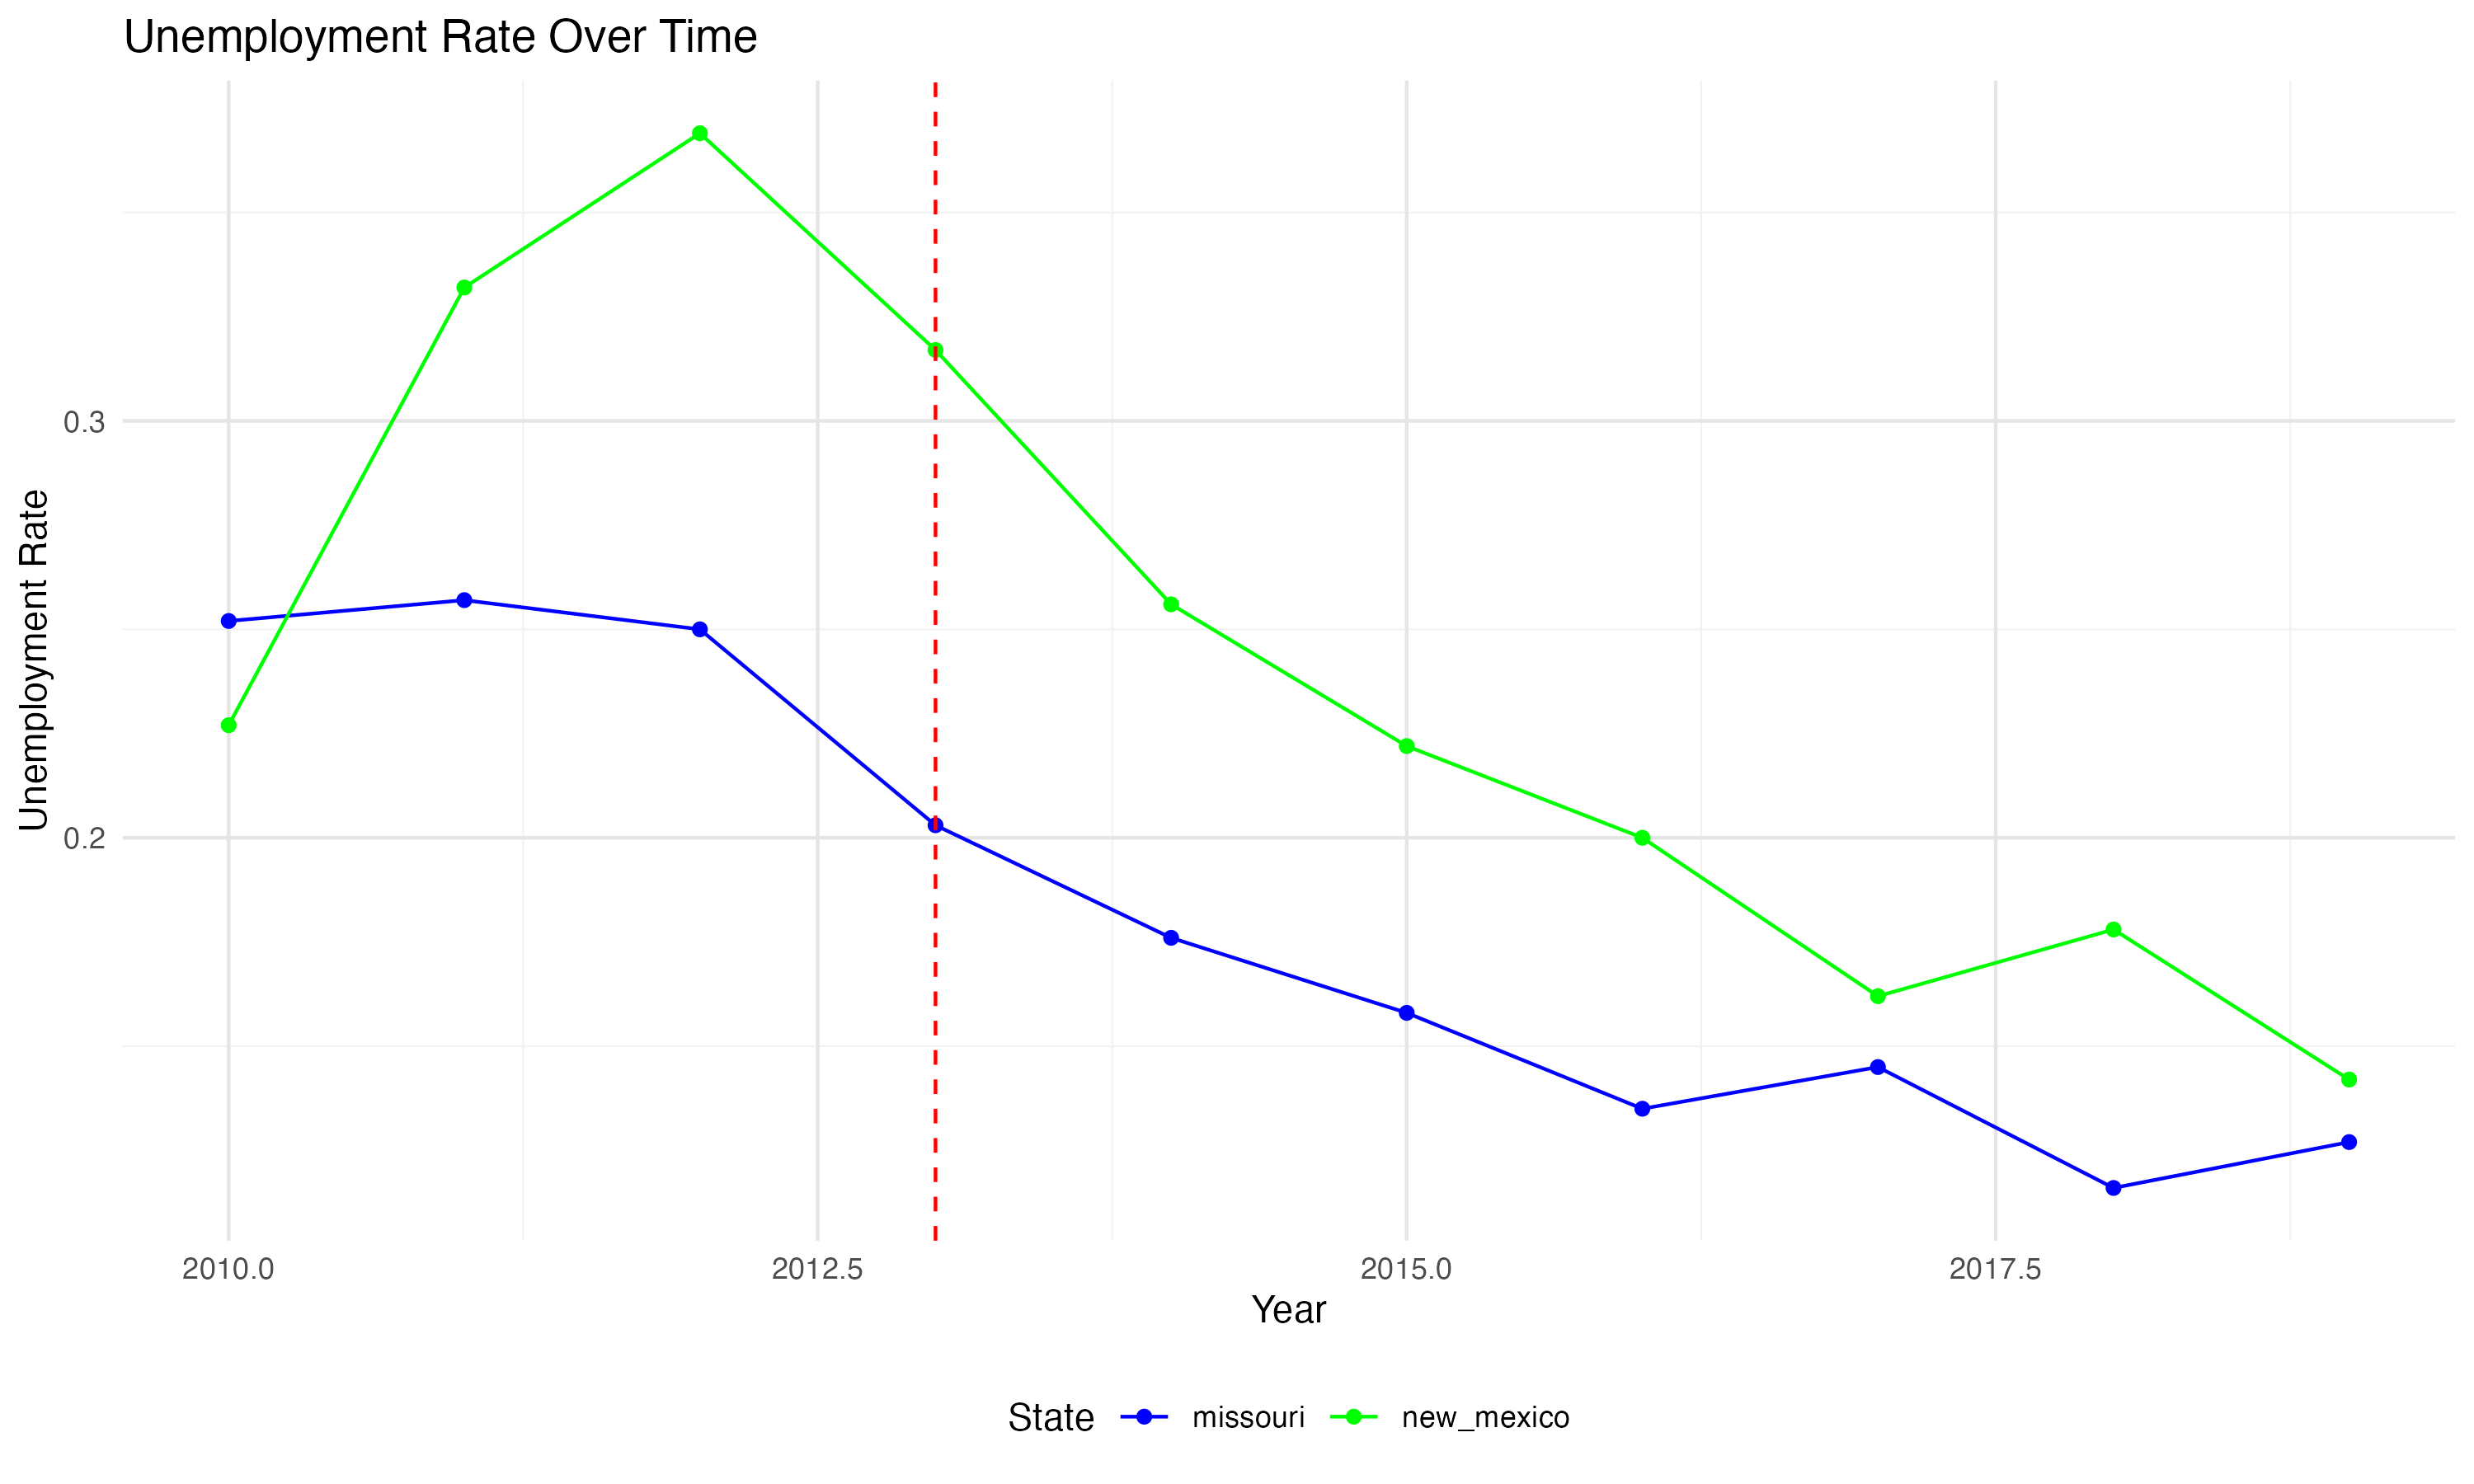 Unemployment Rate Over Time
Unemployment Rate
0.3
0.2
2010.0 2012.5 2015.0 2017.5
Year
State missouri new_mexico